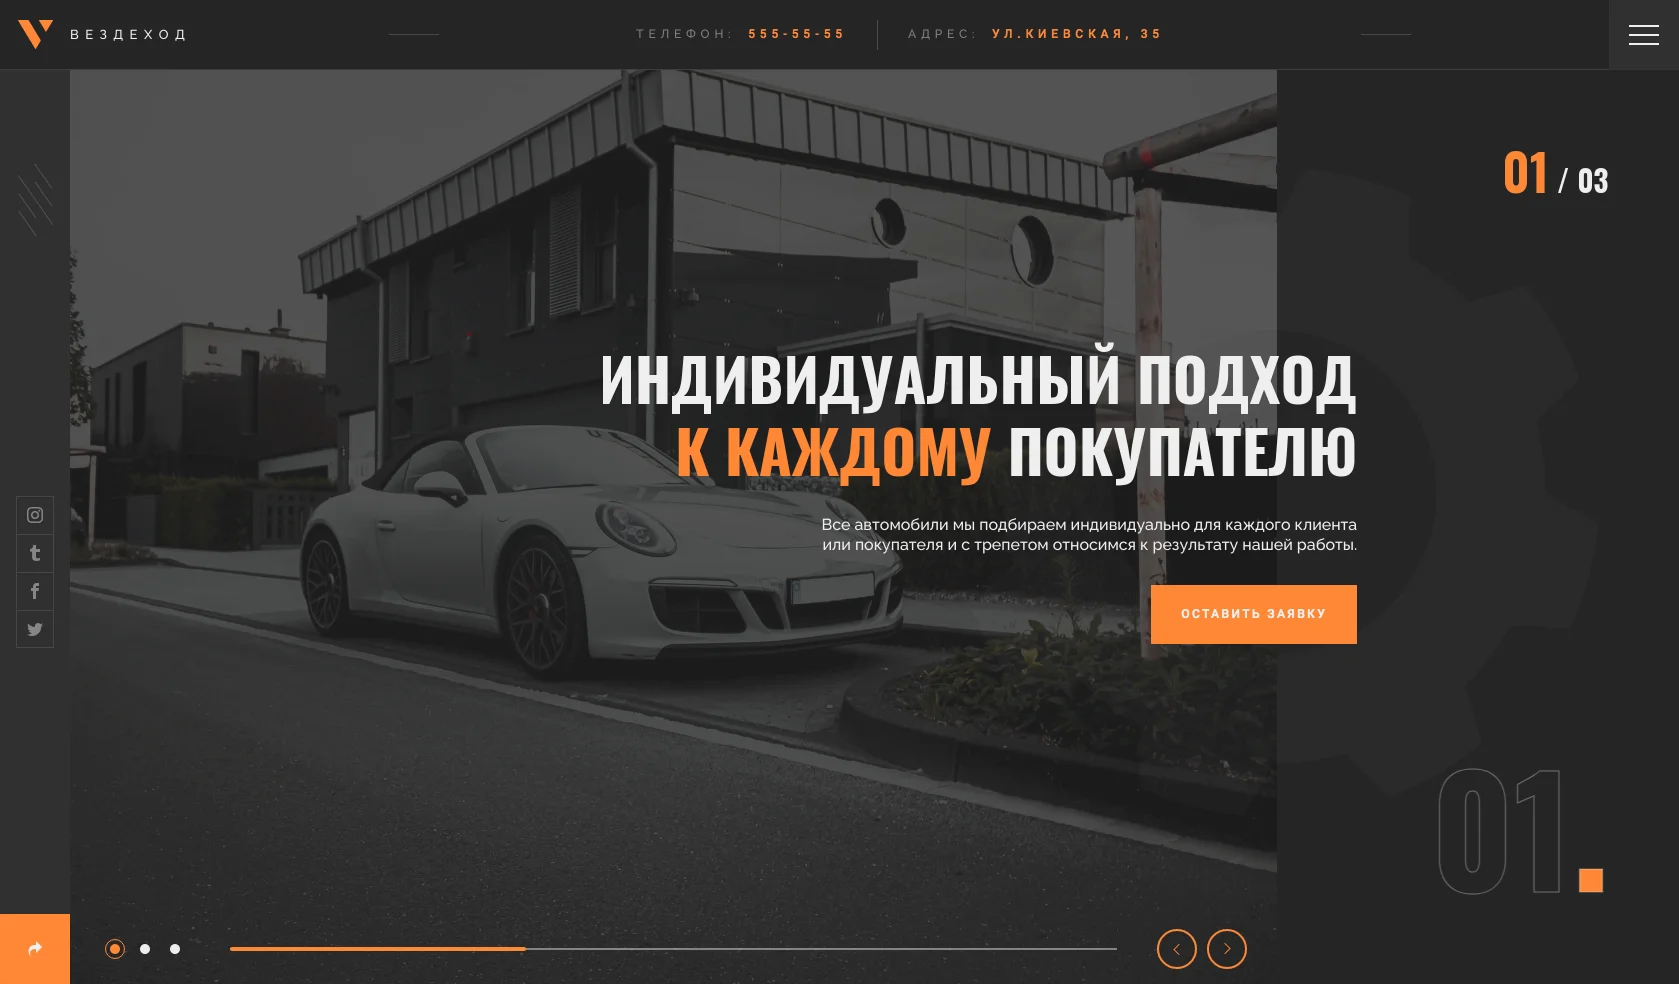 ВЕЗДЕХОД
ТЕЛЕФОН: 555-55-55
АДРЕС: УЛ.КИЕВСКАЯ, 35
01 / 03
ИНДИВИДУАЛЬНЫЙ ПОДХОД
К КАЖДОМУ ПОКУПАТЕЛЮ
Все автомобили мы подбираем индивидуально для каждого клиента
или покупателя и с трепетом относимся к результату нашей работы.
ОСТАВИТЬ ЗАЯВКУ
01